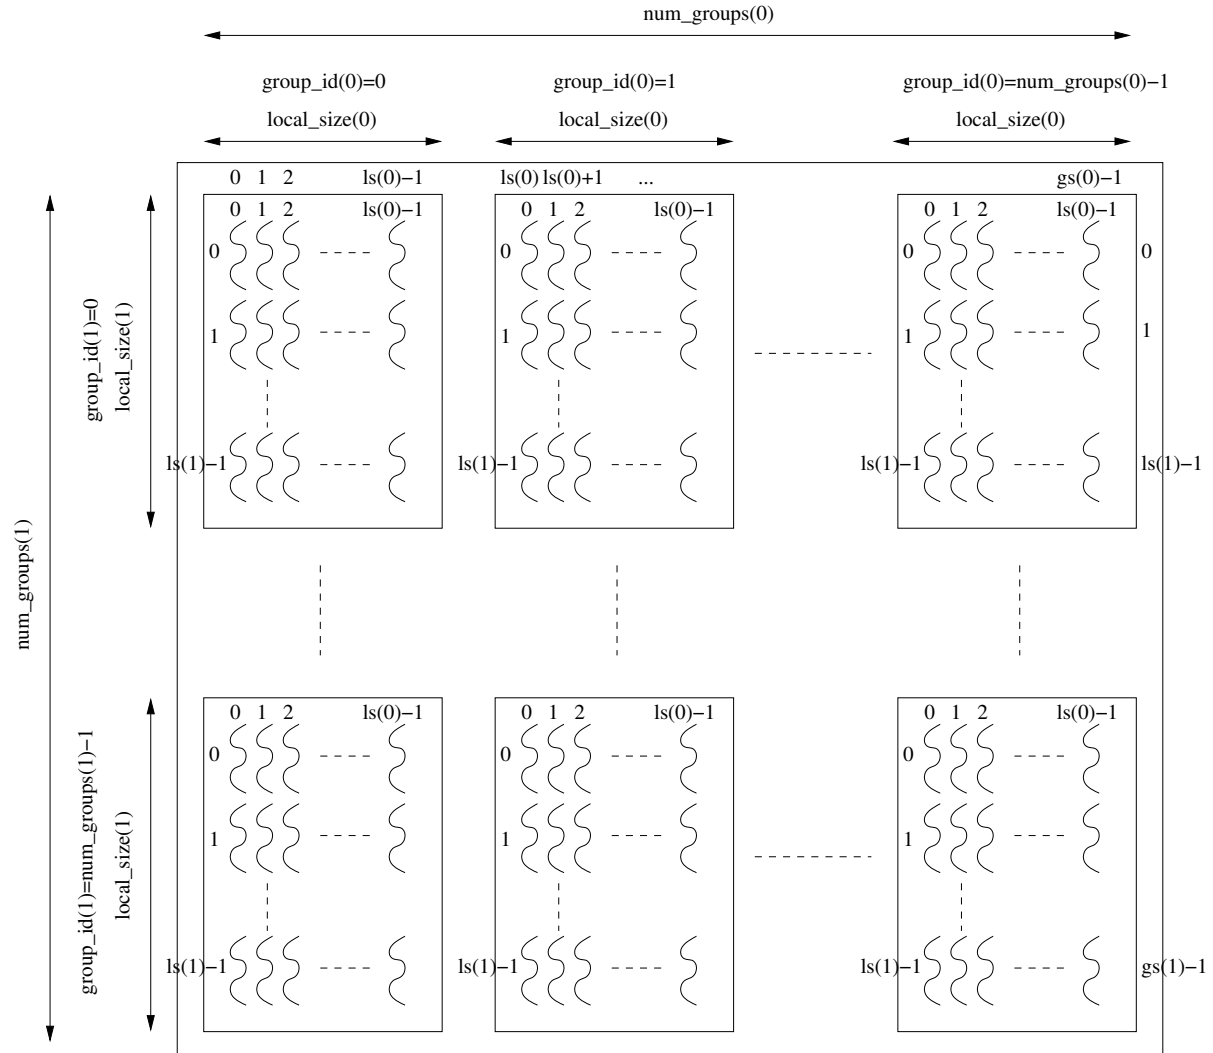 num_groups(0)
group_id(0)=0 group_id(0)=1 group_id(0)=num_groups(0)−1
local_size(0) local_size(0) local_size(0)
0 1 2 ls(0)−1 ls(0) ls(0)+1 ... gs(0)−1
0 1 2 ls(0)−1 0 1 2 ls(0)−1 0 1 2 ls(0)−1
0 0 0 0
1 1 1 1
ls(1)−1 ls(1)−1 ls(1)−1 ls(1)−1
group_id(1)=0
local_size(1)
num_groups(1)
0 1 2 ls(0)−1 0 1 2 ls(0)−1 0 1 2 ls(0)−1
0 0 0
1 1 1
ls(1)−1 ls(1)−1 ls(1)−1 gs(1)−1
group_id(1)=num_groups(1)−1
local_size(1)